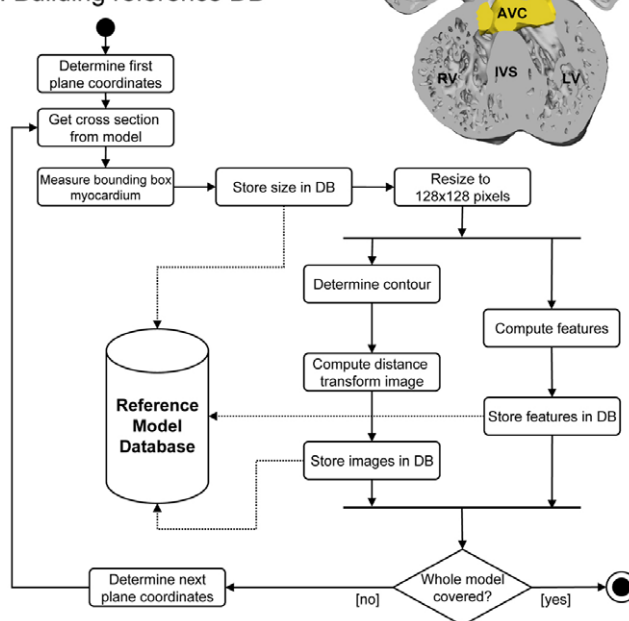 Building reference DB
AVC
RV
IVS
LV
Determine first
plane coordinates
Get cross section
from model
Measure bounding box
myocardium
Store size in DB
Resize to
128x128 pixels
Determine contour
Compute features
Compute distance
transform image
Reference
Model
Database
Store features in DB
Store images in DB
Determine next
plane coordinates
Whole model
covered?
[no]
[yes]